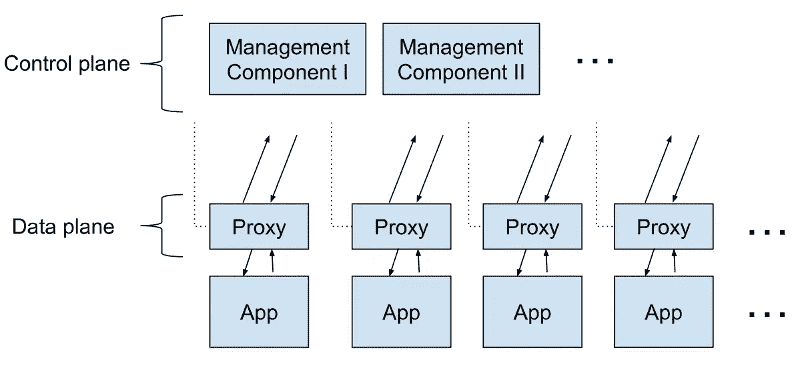 Control plane
Management
Component I
Management
Component II
...
Data plane
Proxy
Proxy
Proxy
Proxy
...
App
App
App
App
...